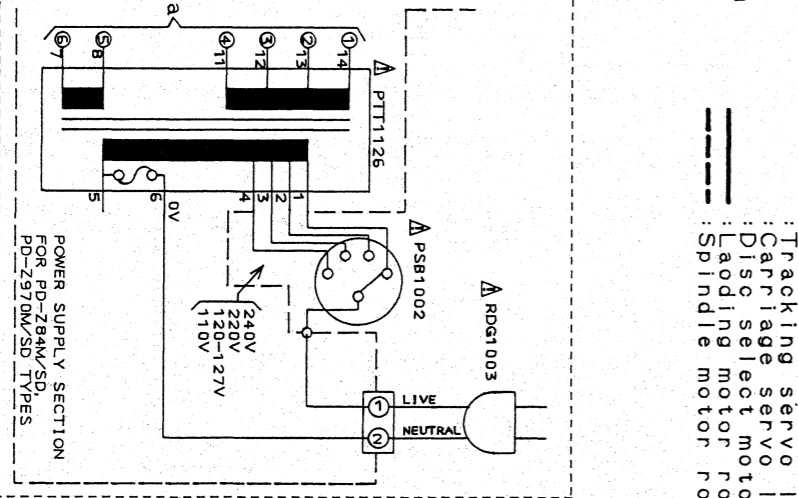 a
⑥ ⑤ ④ ③ ② ①
7 8 11 12 13 14
⚠ PTT1126
5 6 4 3 2 1
0V
⚠ PSB1002
⚠ RDG1003
240V
220V
120-127V
110V
① LIVE
② NEUTRAL
POWER SUPPLY SECTION
FOR PD-Z84M/SD,
PD-Z970M/SD TYPES
: Tracking servo
: Carriage servo
: Disc select moto
: Laoding motor ro
: Spindle motor ro